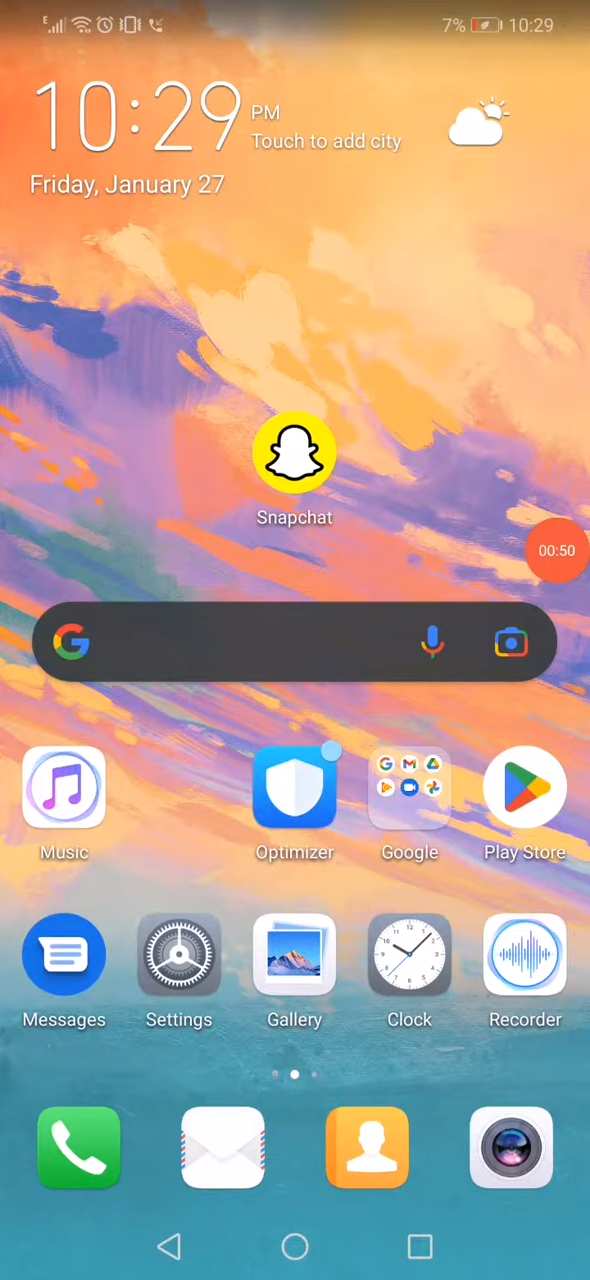 E 7% 10:29
10:29 PM
Touch to add city
Friday, January 27
Snapchat
00:50
Music Optimizer Google Play Store
Messages Settings Gallery Clock Recorder